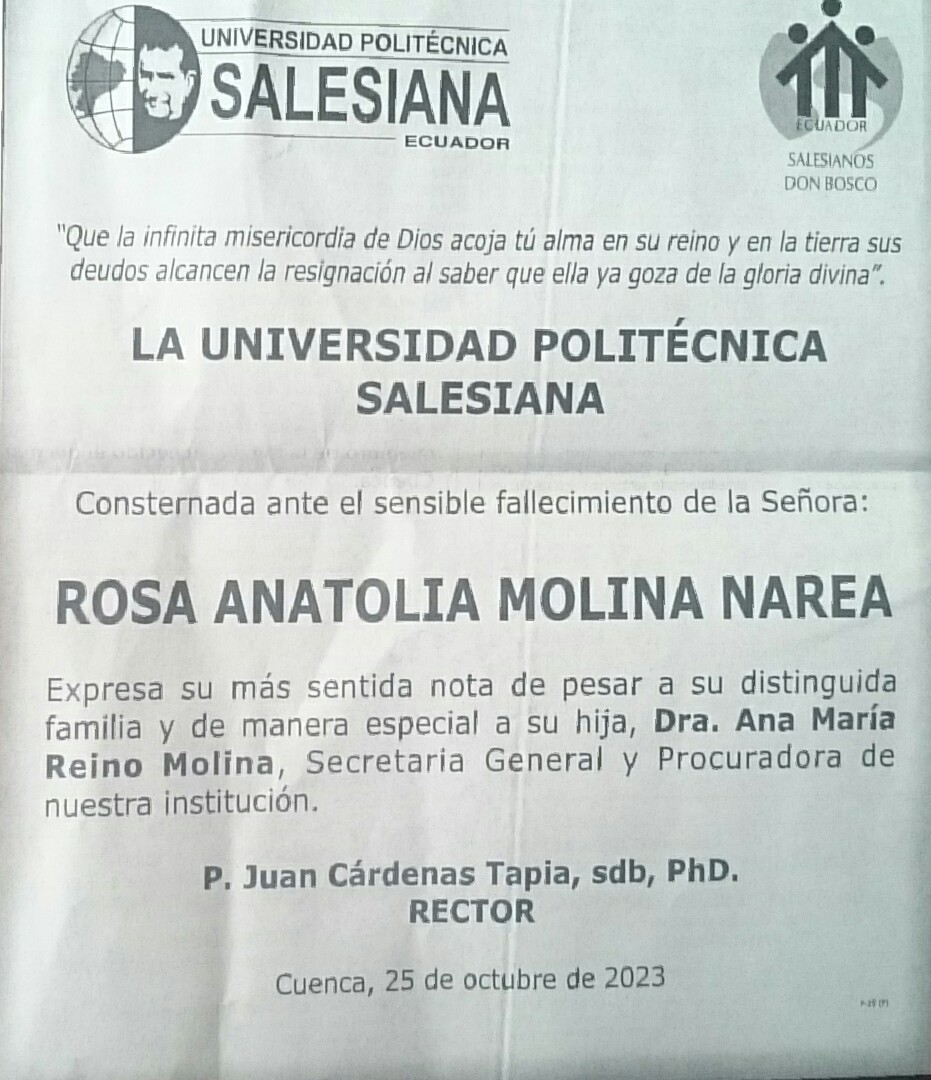 UNIVERSIDAD POLITÉCNICA
SALESIANA
ECUADOR
ECUADOR
SALESIANOS
DON BOSCO
"Que la infinita misericordia de Dios acoja tú alma en su reino y en la tierra sus
deudos alcancen la resignación al saber que ella ya goza de la gloria divina".
LA UNIVERSIDAD POLITÉCNICA
SALESIANA
Consternada ante el sensible fallecimiento de la Señora:
ROSA ANATOLIA MOLINA NAREA
Expresa su más sentida nota de pesar a su distinguida
familia y de manera especial a su hija, Dra. Ana María
Reino Molina, Secretaria General y Procuradora de
nuestra institución.
P. Juan Cárdenas Tapia, sdb, PhD.
RECTOR
Cuenca, 25 de octubre de 2023